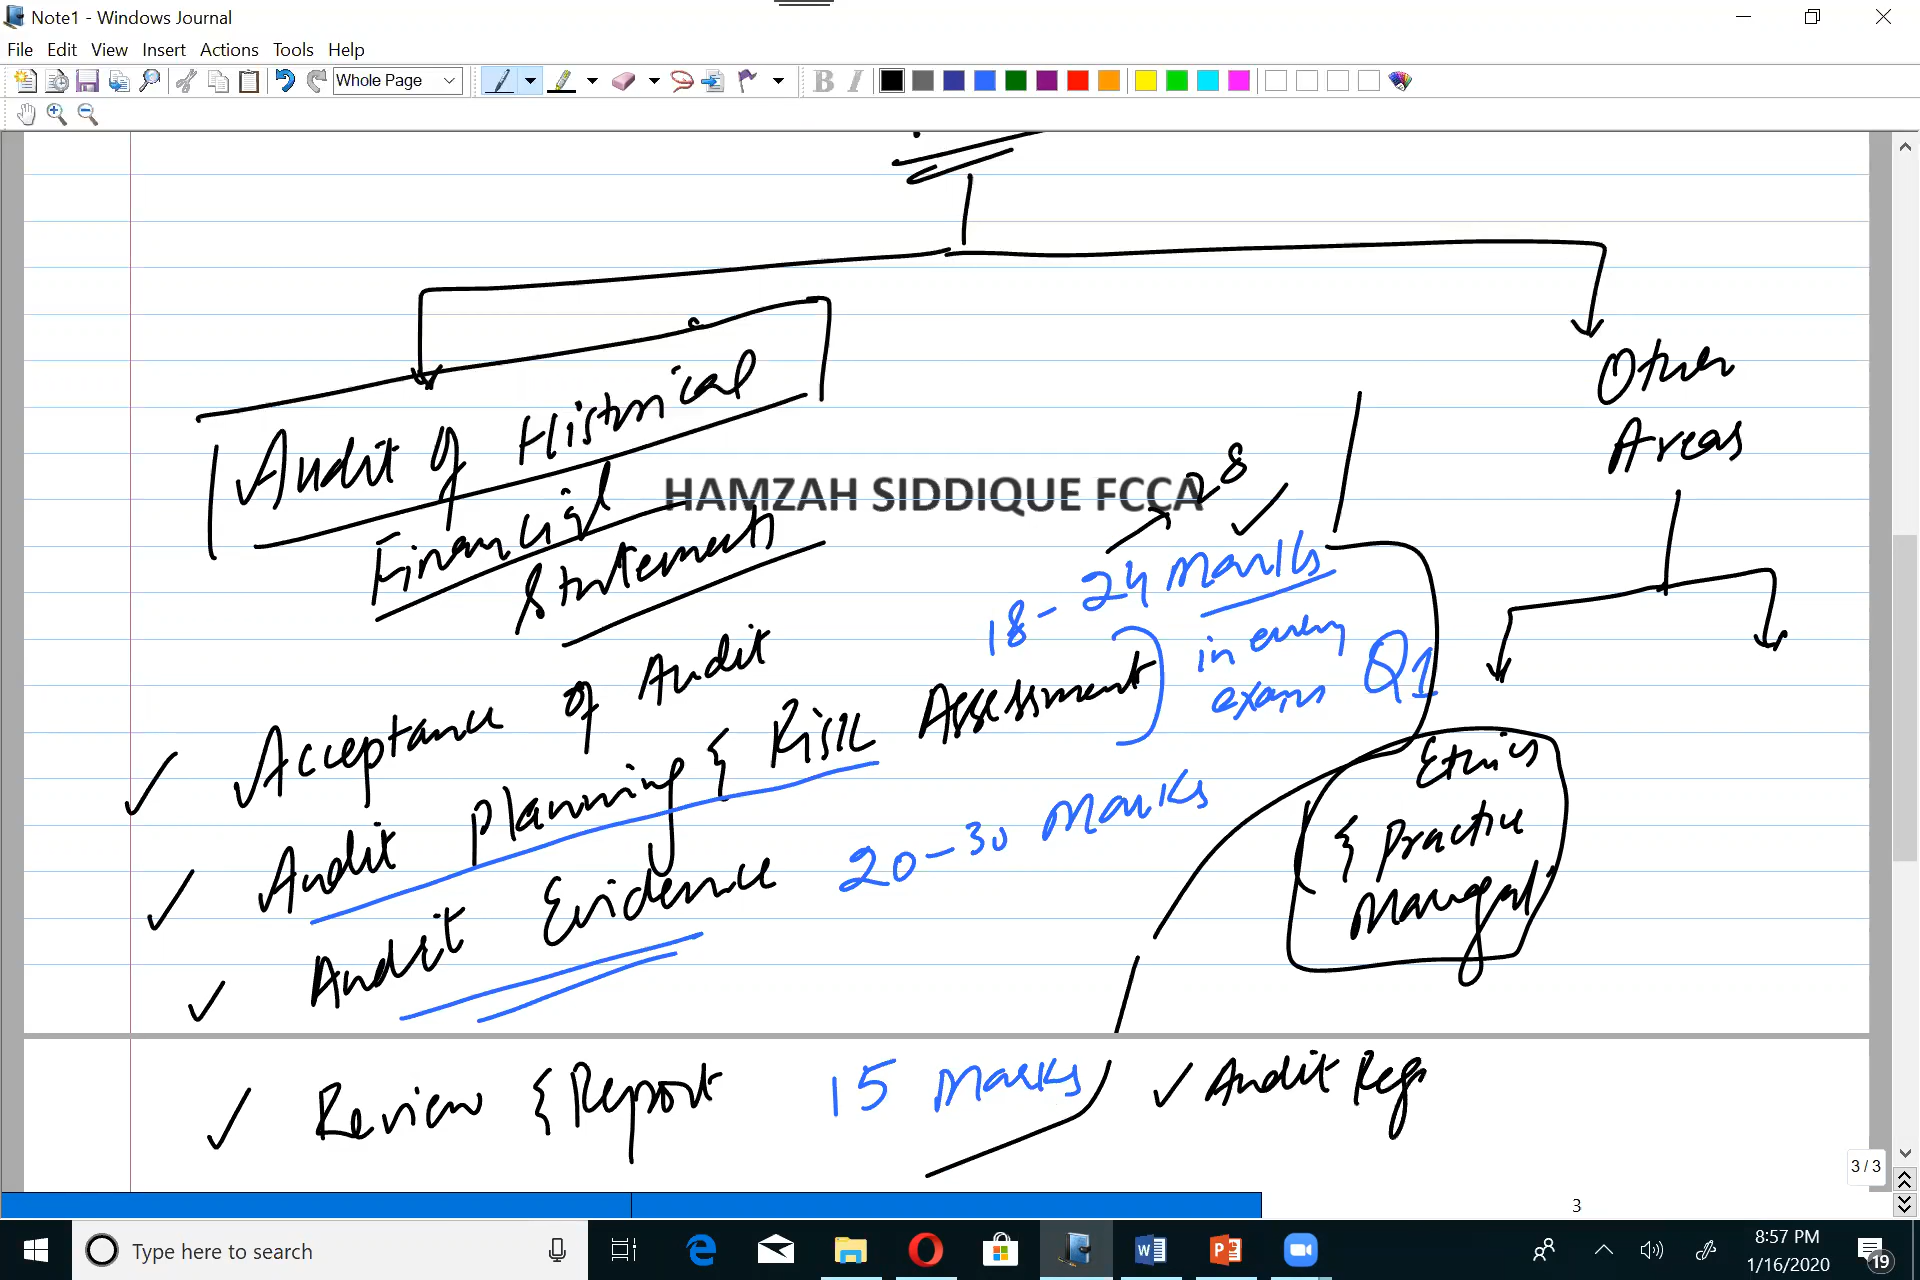 Note1 - Windows Journal
File Edit View Insert Actions Tools Help
Whole Page
B I
Audit of Historical
Financial
Statements
Other
Areas
HAMZAH SIDDIQUE FCCA
28
18 - 24 Marks
in every
exam Q1
Acceptance of Audit
Audit Planning & Risk Assessment
Audit Evidence 20-30 Marks
Ethics
& Practice
Review & Report 15 Marks
Audit Reg
3 / 3
3
Type here to search
8:57 PM
1/16/2020
19